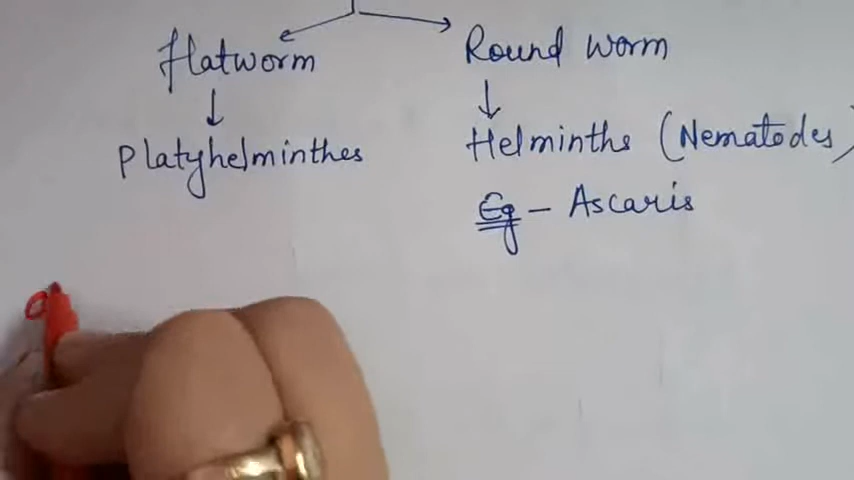 flatworm
Round worm
Platyhelminthes
Helminths (Nematodes)
Eg - Ascaris